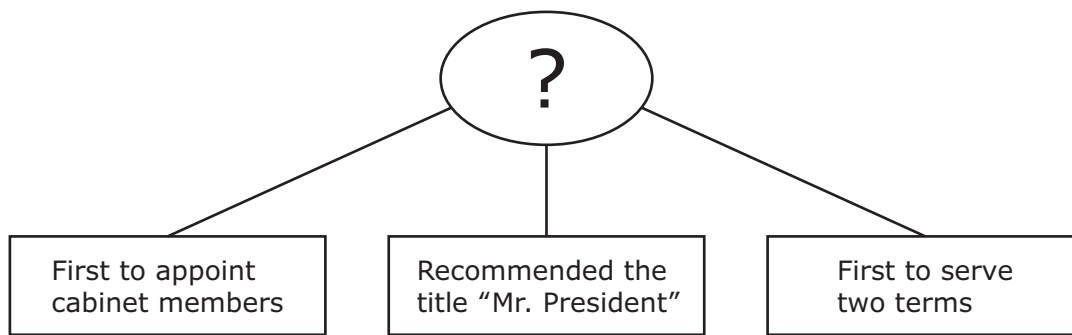 ?
First to appoint
cabinet members
Recommended the
title “Mr. President”
First to serve
two terms